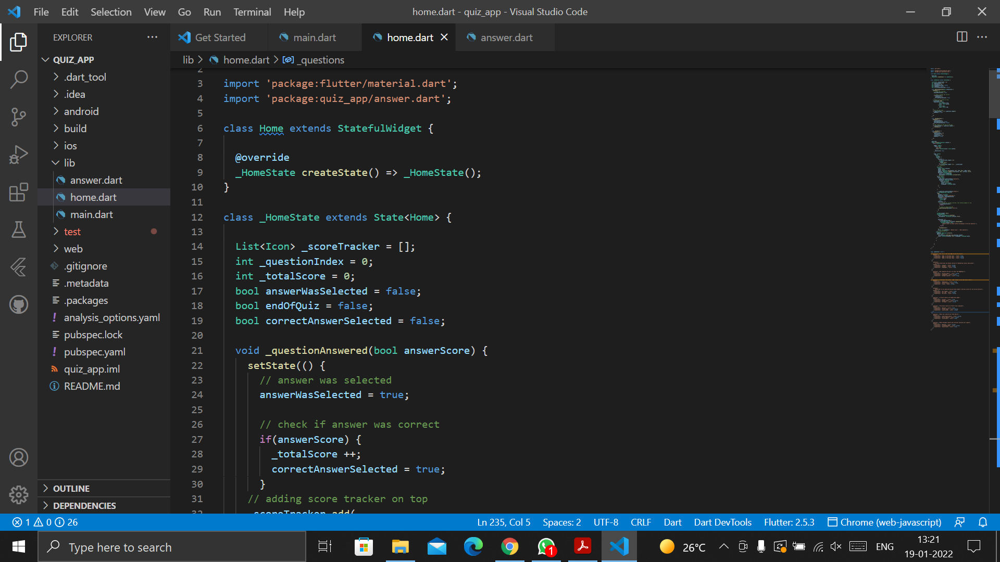 File Edit Selection View Go Run Terminal Help
home.dart - quiz_app - Visual Studio Code
EXPLORER
QUIZ_APP
.dart_tool
.idea
android
build
ios
lib
answer.dart
home.dart
main.dart
test
web
.gitignore
.metadata
.packages
analysis_options.yaml
pubspec.lock
pubspec.yaml
quiz_app.iml
README.md
OUTLINE
DEPENDENCIES
Get Started main.dart home.dart answer.dart
lib > home.dart > _questions
2
3 import 'package:flutter/material.dart';
4 import 'package:quiz_app/answer.dart';
5
6 class Home extends StatefulWidget {
7
8 @override
9 _HomeState createState() => _HomeState();
10 }
11
12 class _HomeState extends State<Home> {
13
14 List<Icon> _scoreTracker = [];
15 int _questionIndex = 0;
16 int _totalScore = 0;
17 bool answerWasSelected = false;
18 bool endOfQuiz = false;
19 bool correctAnswerSelected = false;
20
21 void _questionAnswered(bool answerScore) {
22 setState(() {
23 // answer was selected
24 answerWasSelected = true;
25
26 // check if answer was correct
27 if(answerScore) {
28 _totalScore ++;
29 correctAnswerSelected = true;
30 }
31 // adding score tracker on top
32 _scoreTracker.add(
1 0 26
Ln 235, Col 5 Spaces: 2 UTF-8 CRLF Dart Dart DevTools Flutter: 2.5.3 Chrome (web-javascript)
Type here to search
1
26°C
ENG
13:21
19-01-2022